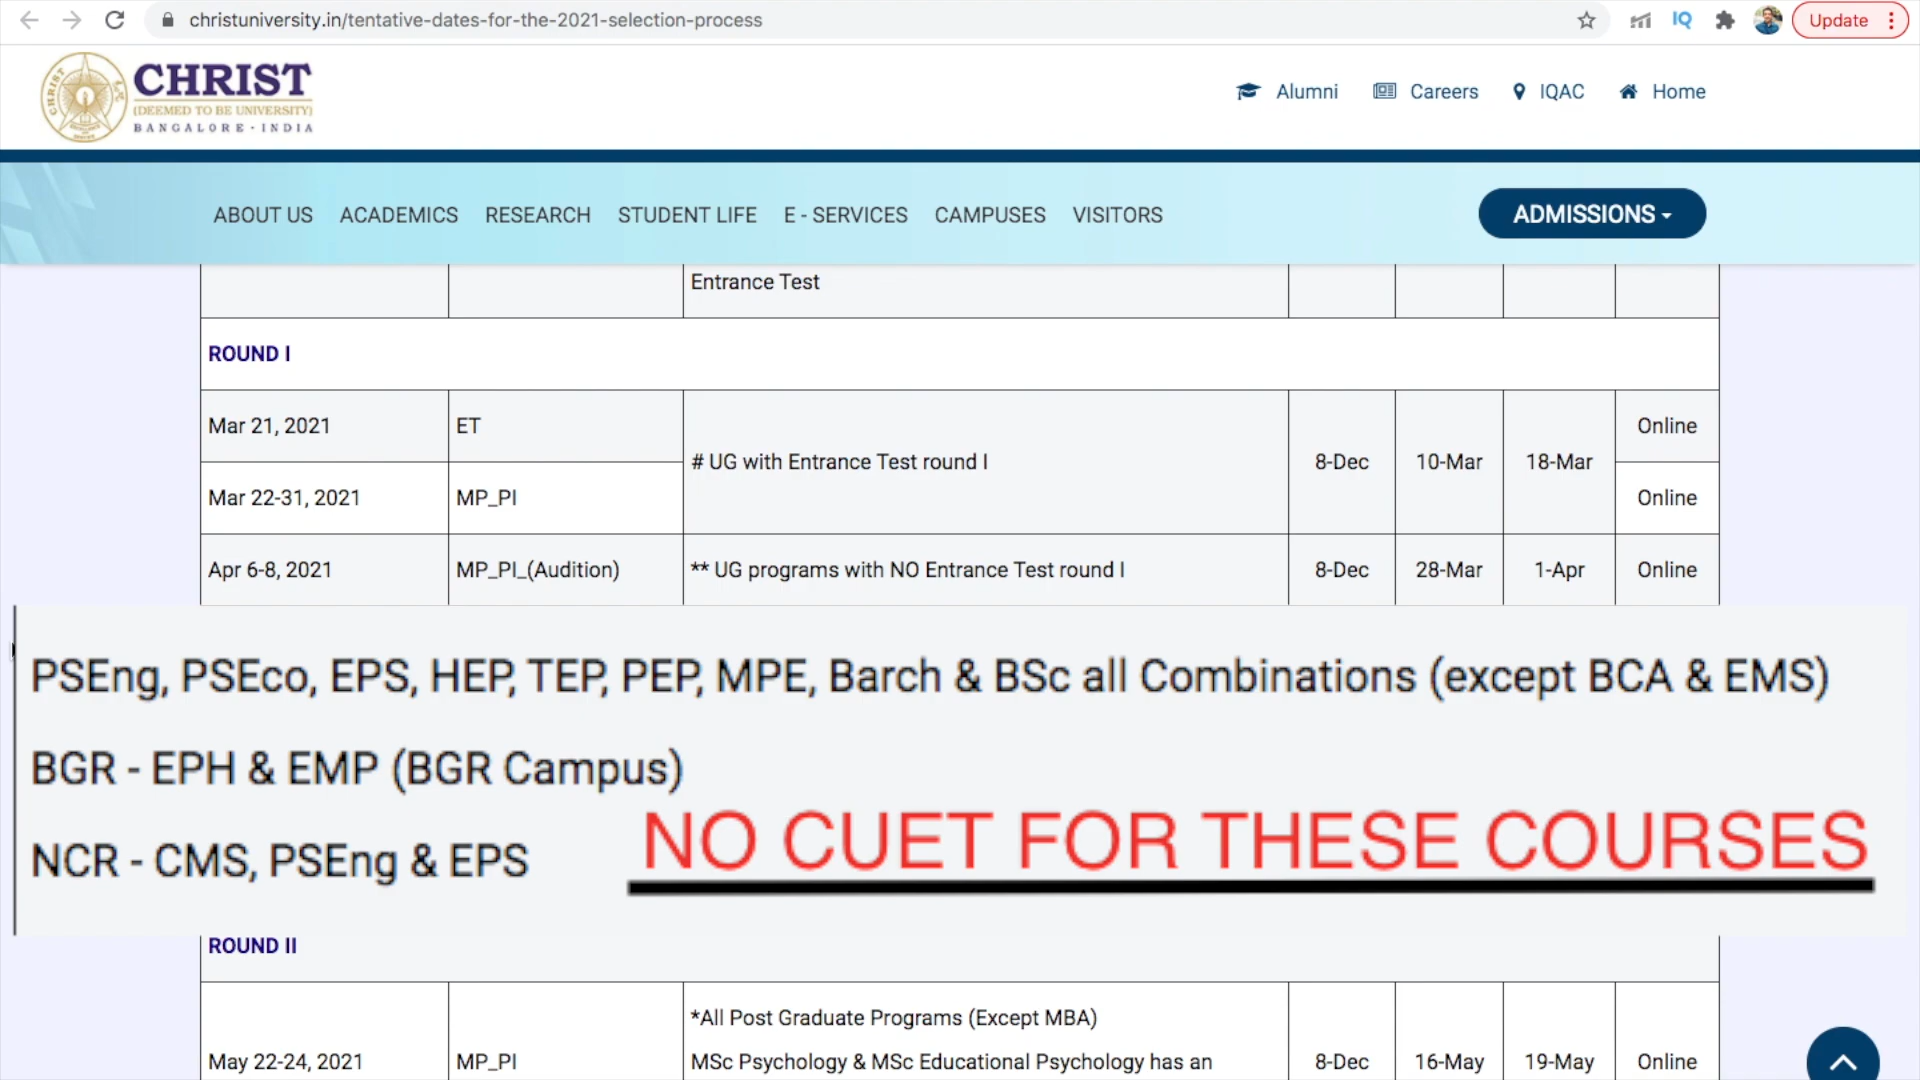 christuniversity.in/tentative-dates-for-the-2021-selection-process
IQ
Update
CHRIST
(DEEMED TO BE UNIVERSITY)
BANGALORE · INDIA
Alumni
Careers
IQAC
Home
ABOUT US
ACADEMICS
RESEARCH
STUDENT LIFE
E - SERVICES
CAMPUSES
VISITORS
ADMISSIONS
Entrance Test
ROUND I
Mar 21, 2021
ET
# UG with Entrance Test round I
8-Dec
10-Mar
18-Mar
Online
Mar 22-31, 2021
MP_PI
Online
Apr 6-8, 2021
MP_PI_(Audition)
** UG programs with NO Entrance Test round I
8-Dec
28-Mar
1-Apr
Online
PSEng, PSEco, EPS, HEP, TEP, PEP, MPE, Barch & BSc all Combinations (except BCA & EMS)
BGR - EPH & EMP (BGR Campus)
NCR - CMS, PSEng & EPS
NO CUET FOR THESE COURSES
ROUND II
May 22-24, 2021
MP_PI
*All Post Graduate Programs (Except MBA)
MSc Psychology & MSc Educational Psychology has an
8-Dec
16-May
19-May
Online